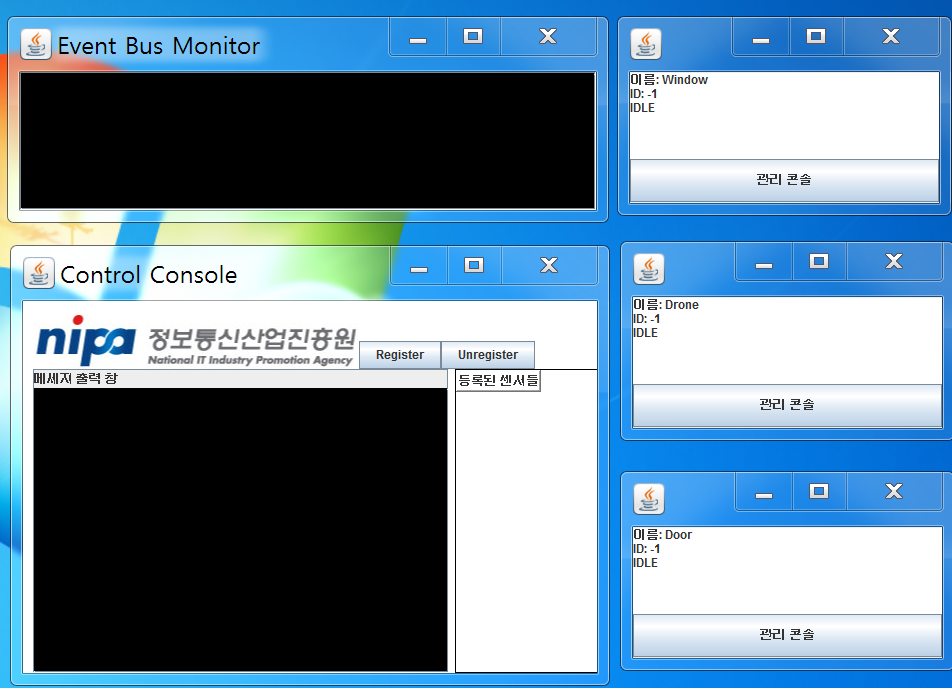 Event Bus Monitor
이름: Window
ID: -1
IDLE
관리 콘솔
Control Console
nipa 정보통신산업진흥원
National IT Industry Promotion Agency
Register
Unregister
메세지 출력 창
등록된 센서들
이름: Drone
ID: -1
IDLE
관리 콘솔
이름: Door
ID: -1
IDLE
관리 콘솔